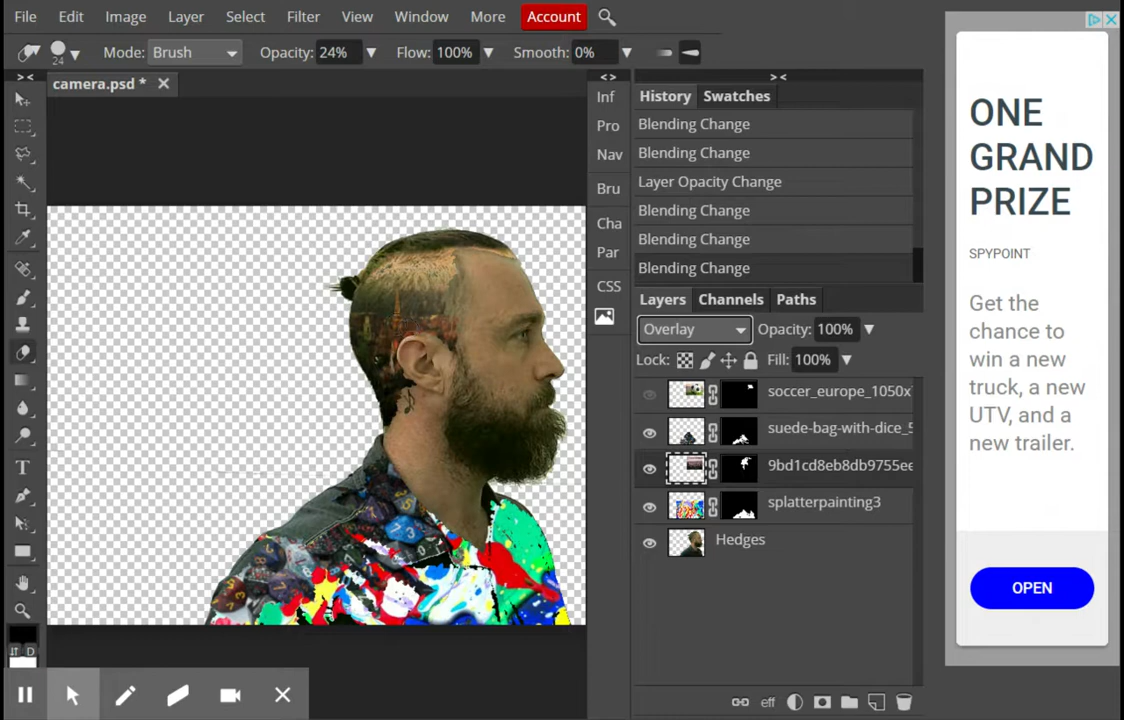 File Edit Image Layer Select Filter View Window More Account
24 Mode: Brush Opacity: 24% Flow: 100% Smooth: 0%
camera.psd *
Inf
Pro
Nav
Bru
Cha
Par
CSS
History Swatches
Blending Change
Blending Change
Layer Opacity Change
Blending Change
Blending Change
Blending Change
Layers Channels Paths
Overlay Opacity: 100%
Lock: Fill: 100%
soccer_europe_1050x
suede-bag-with-dice_5
9bd1cd8eb8db9755ee
splatterpainting3
Hedges
eff
T
D
ONE
GRAND
PRIZE
SPYPOINT
Get the
chance to
win a new
truck, a new
UTV, and a
new trailer.
OPEN